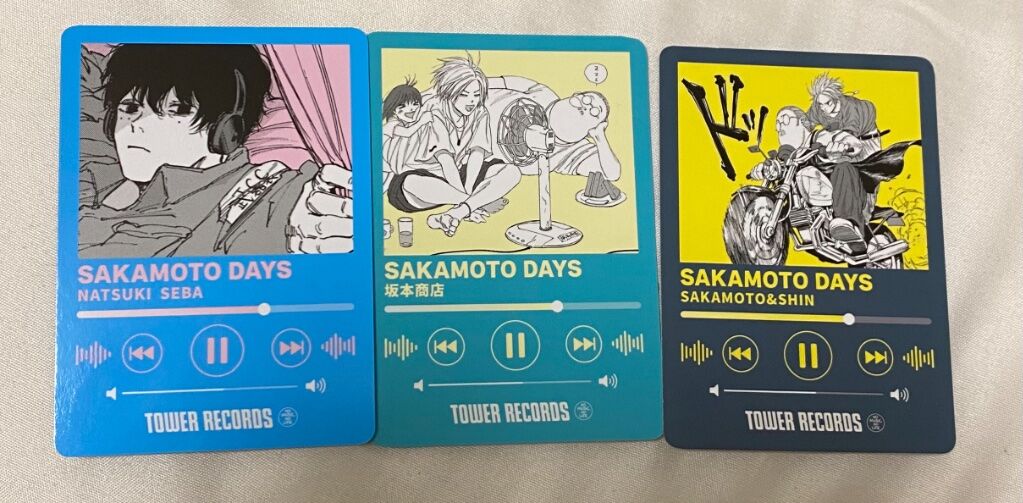 SAKAMOTO DAYS
NATSUKI SEBA
TOWER RECORDS
SAKAMOTO DAYS
坂本商店
TOWER RECORDS
ドドッ
SAKAMOTO DAYS
SAKAMOTO&SHIN
TOWER RECORDS